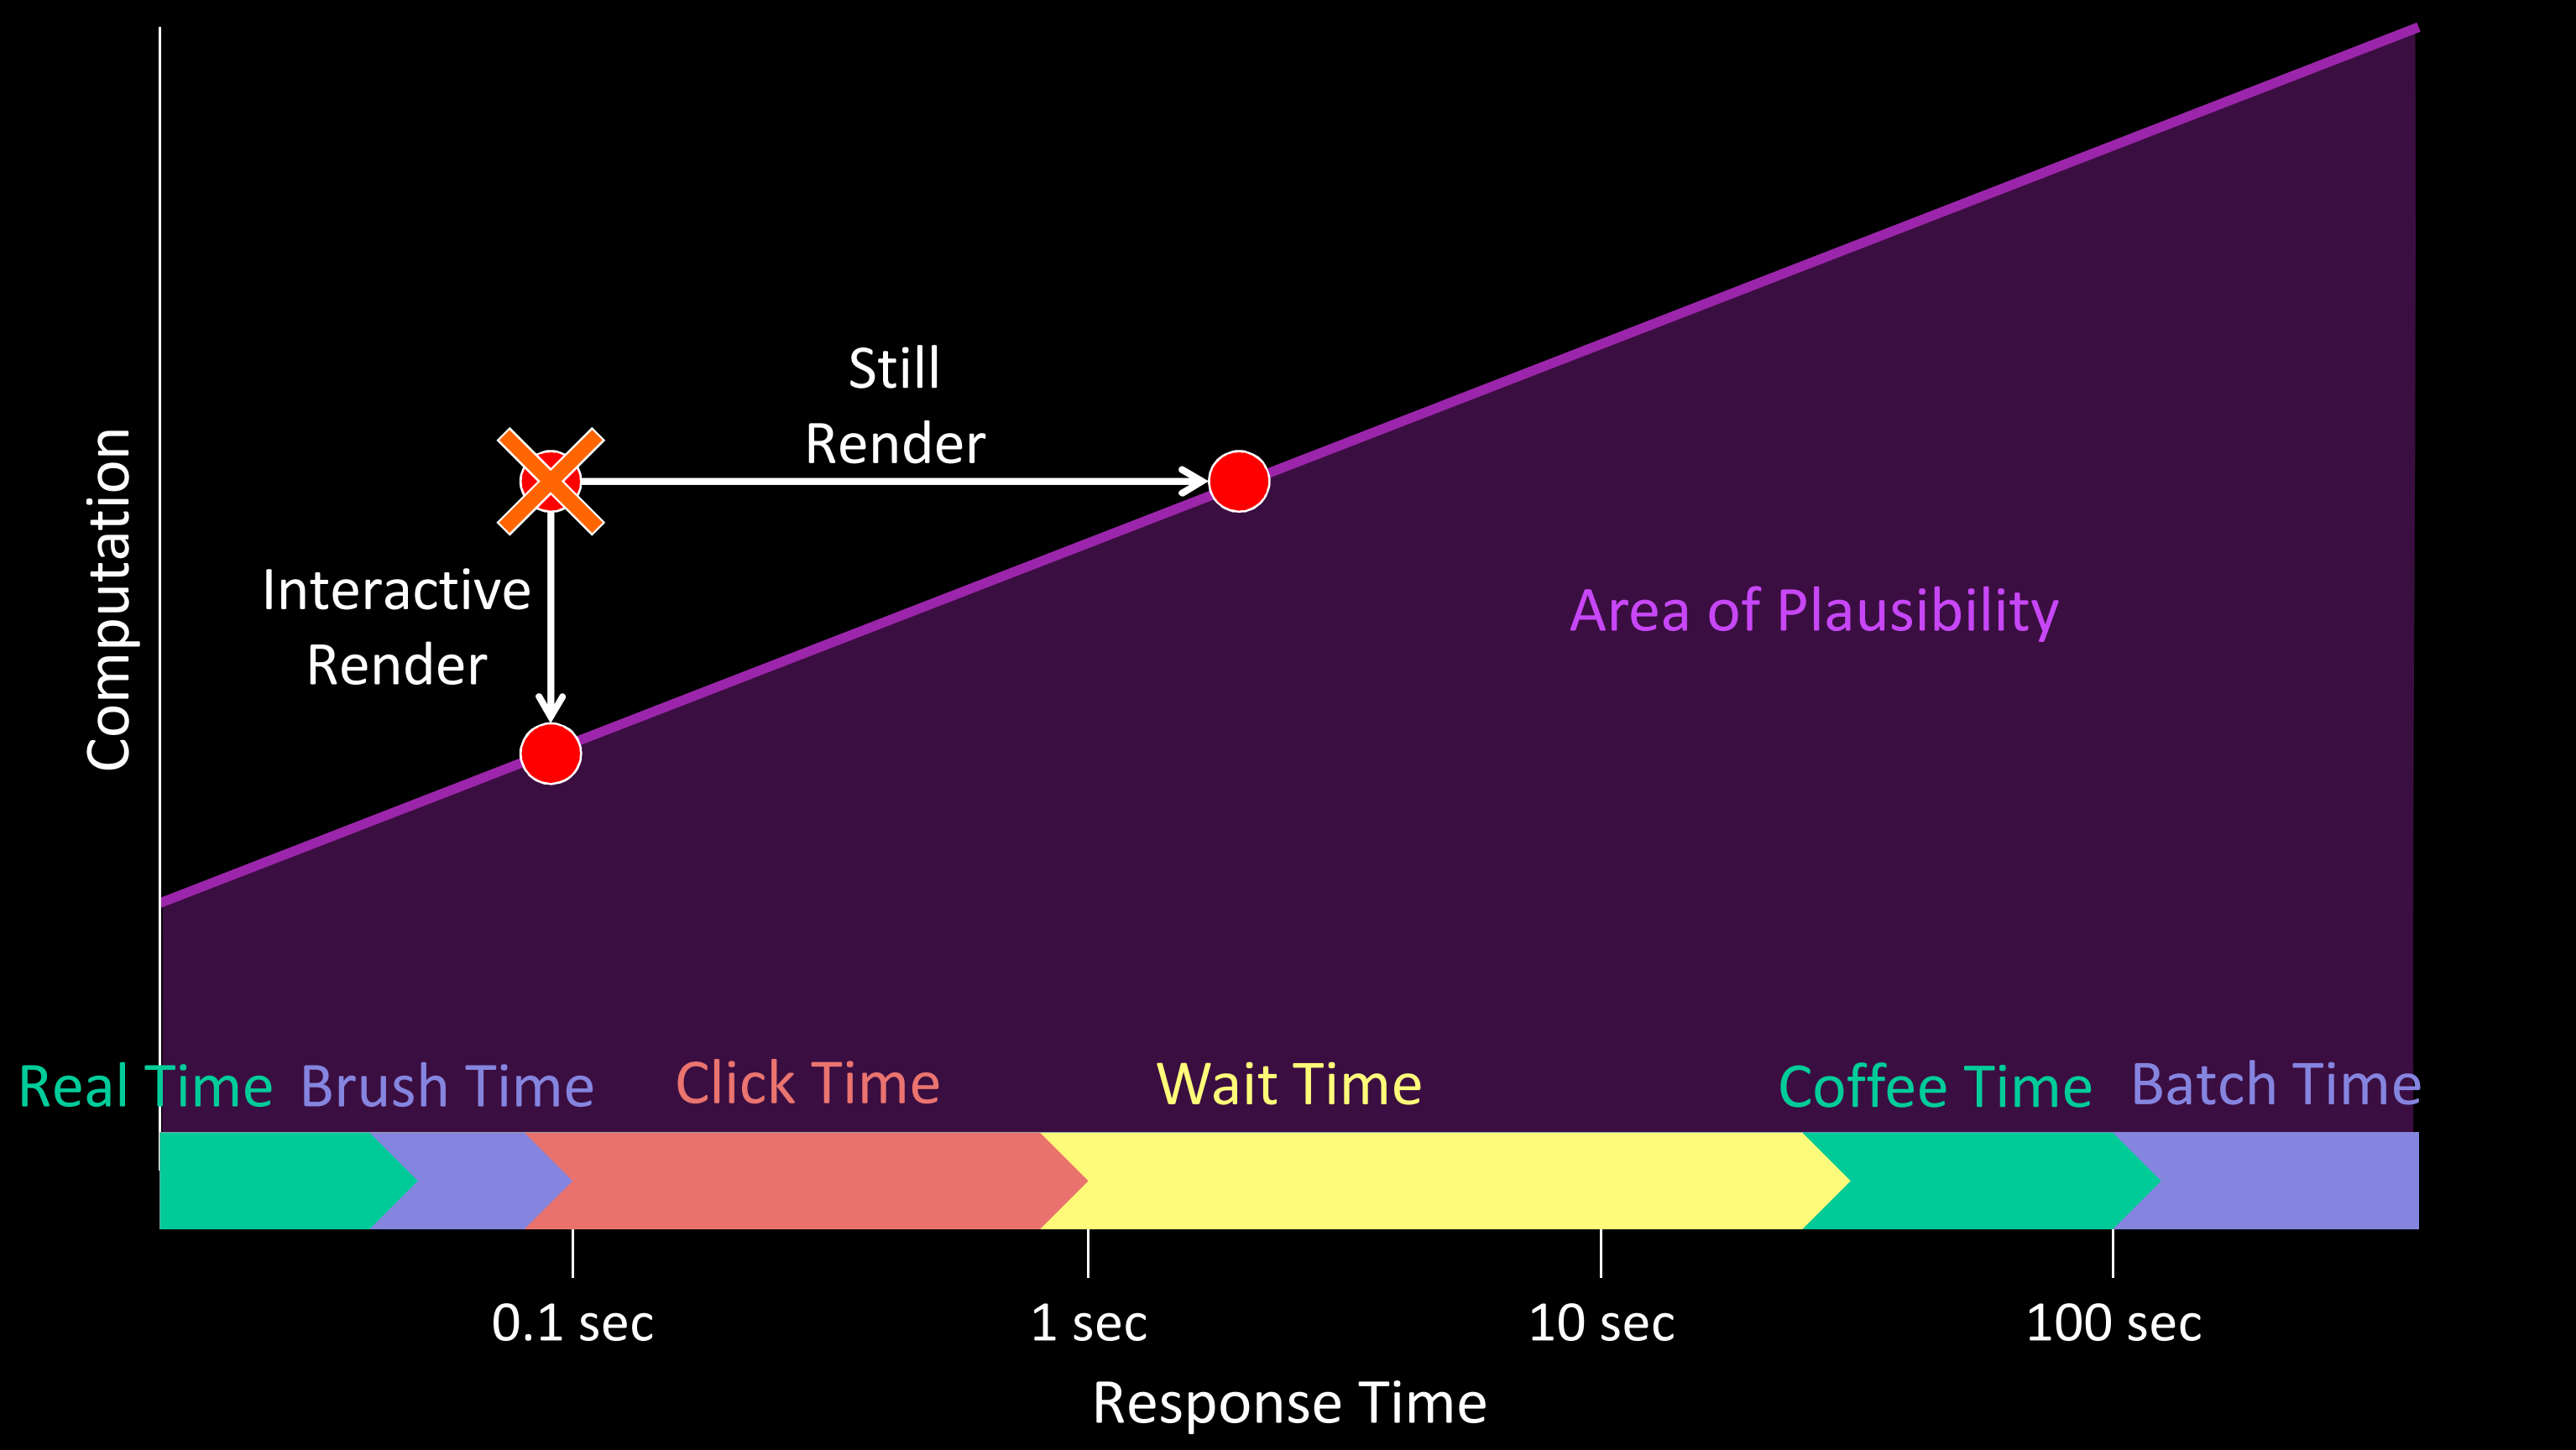 Still
Render
Interactive
Render
Computation
Area of Plausibility
Real Time
Brush Time
Click Time
Wait Time
Coffee Time
Batch Time
0.1 sec
1 sec
10 sec
100 sec
Response Time